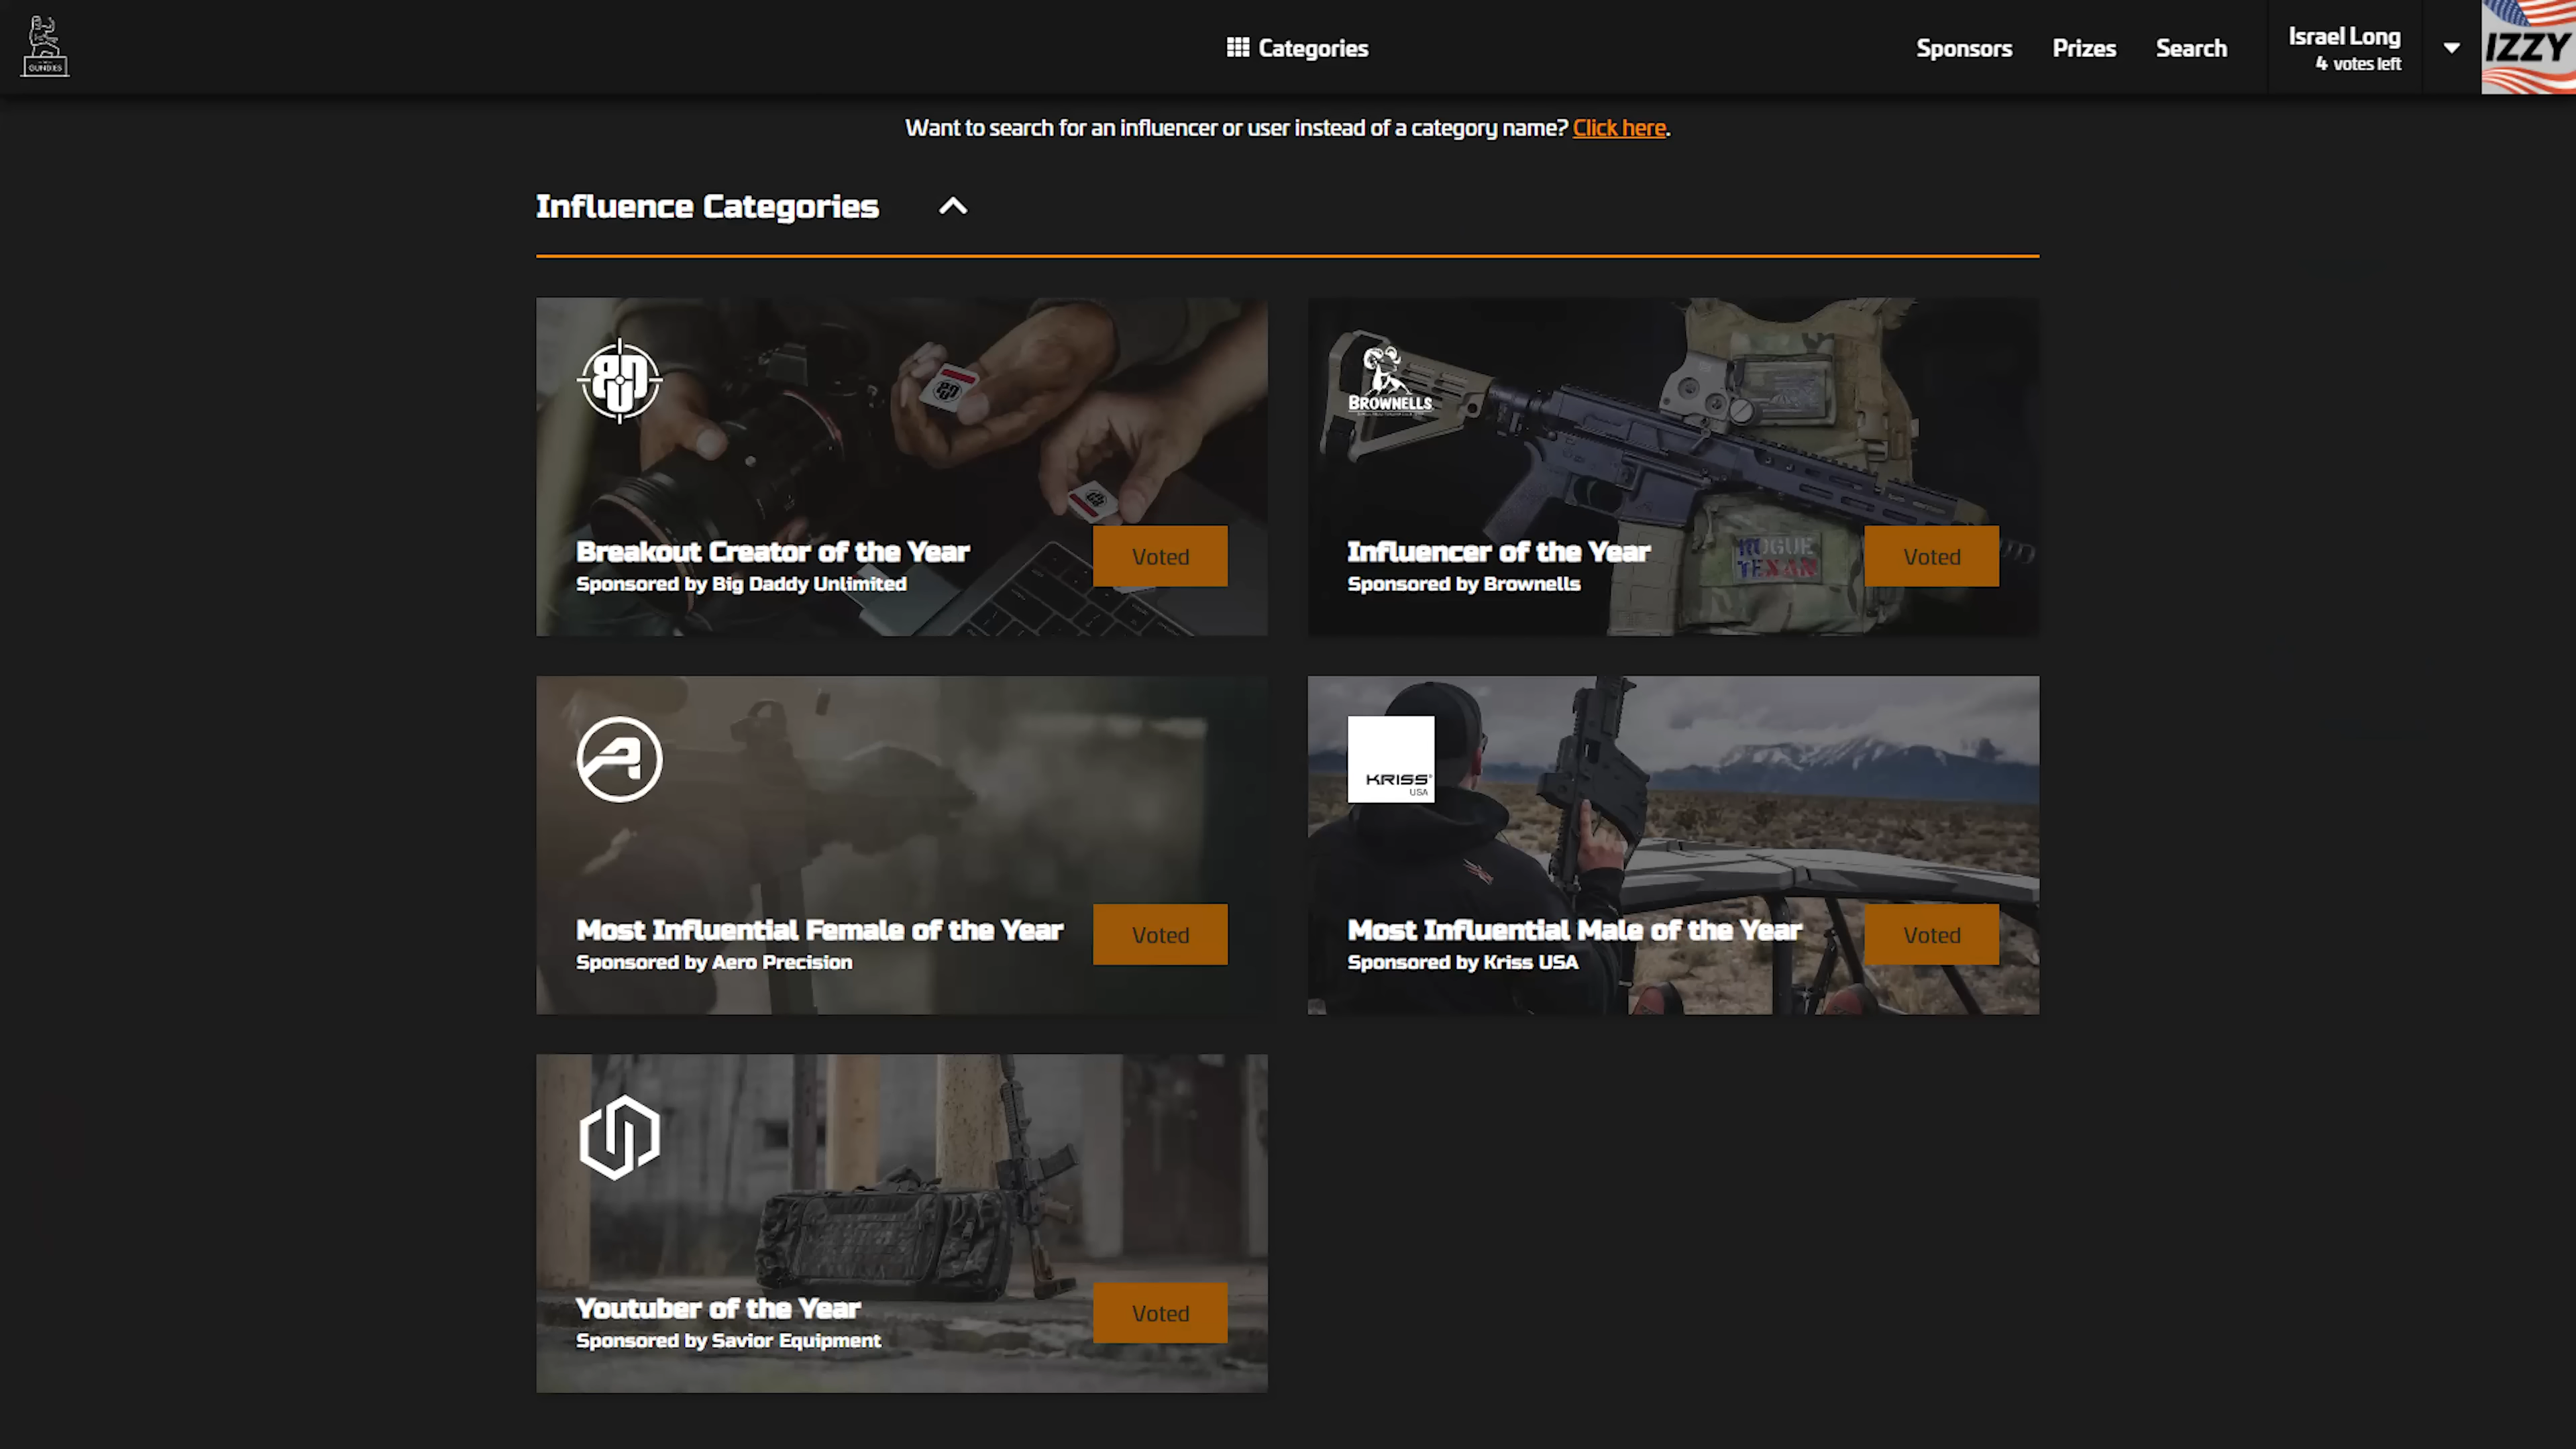 GUNDIES
Categories
Sponsors
Prizes
Search
Israel Long
4 votes left
IZZY
Want to search for an influencer or user instead of a category name? Click here.
Influence Categories
BDU
Breakout Creator of the Year
Sponsored by Big Daddy Unlimited
Voted
BROWNELLS
ROGUE
TEXAN
Influencer of the Year
Sponsored by Brownells
Voted
Most Influential Female of the Year
Sponsored by Aero Precision
Voted
KRISS
USA
Most Influential Male of the Year
Sponsored by Kriss USA
Voted
Youtuber of the Year
Sponsored by Savior Equipment
Voted